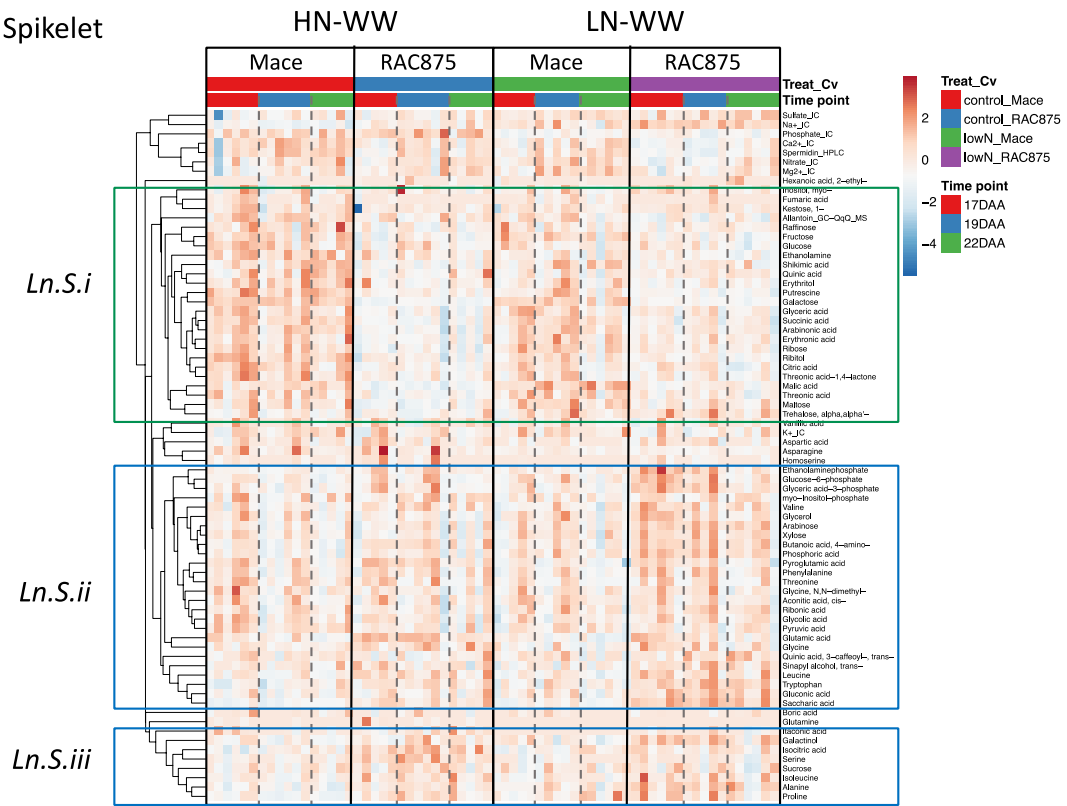 Spikelet
HN-WW
LN-WW
Mace
RAC875
Mace
RAC875
Treat_Cv
Time point
Sulfate_IC
Na+_IC
Phosphate_IC
Ca2+_IC
Spermidin_HPLC
Nitrate_IC
Mg2+_IC
Hexanoic acid, 2−ethyl−
Inositol, myo−
Fumaric acid
Kestose, 1−
Allantoin_GC−QqQ_MS
Raffinose
Fructose
Glucose
Ethanolamine
Shikimic acid
Quinic acid
Erythritol
Putrescine
Galactose
Glyceric acid
Succinic acid
Arabinonic acid
Erythronic acid
Ribose
Ribitol
Citric acid
Threonic acid−1,4−lactone
Malic acid
Threonic acid
Maltose
Trehalose, alpha,alpha'−
Vanillic acid
K+_IC
Aspartic acid
Asparagine
Homoserine
Ethanolaminephosphate
Glucose−6−phosphate
Glyceric acid−3−phosphate
myo−Inositol−phosphate
Valine
Glycerol
Arabinose
Xylose
Butanoic acid, 4−amino−
Phosphoric acid
Pyroglutamic acid
Phenylalanine
Threonine
Glycine, N,N−dimethyl−
Aconitic acid, cis−
Ribonic acid
Glycolic acid
Pyruvic acid
Glutamic acid
Glycine
Quinic acid, 3−caffeoyl−, trans−
Sinapyl alcohol, trans−
Leucine
Tryptophan
Gluconic acid
Saccharic acid
Boric acid
Glutamine
Itaconic acid
Galactinol
Isocitric acid
Serine
Sucrose
Isoleucine
Alanine
Proline
Ln.S.i
Ln.S.ii
Ln.S.iii
2
0
−2
−4
Treat_Cv
control_Mace
control_RAC875
lowN_Mace
lowN_RAC875
Time point
17DAA
19DAA
22DAA